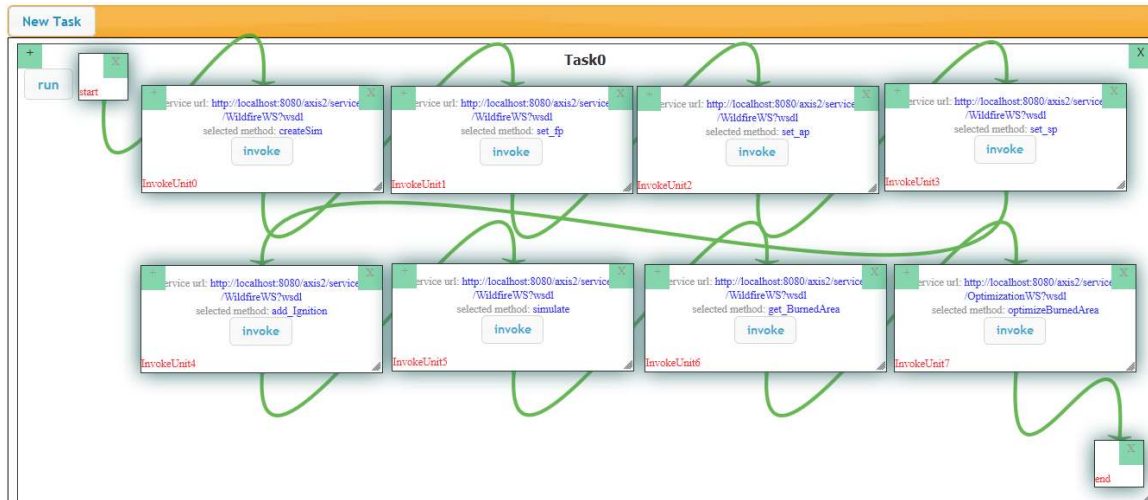 New Task
+
X
Task0
X
run
start
+
X
ervice url: http://localhost:8080/axis2/service
/WildfireWS?wsdl
selected method: createSim
invoke
InvokeUnit0
+
X
ervice url: http://localhost:8080/axis2/service
/WildfireWS?wsdl
selected method: set_fp
invoke
InvokeUnit1
+
X
ervice url: http://localhost:8080/axis2/service
/WildfireWS?wsdl
selected method: set_ap
invoke
InvokeUnit2
+
X
ervice url: http://localhost:8080/axis2/service
/WildfireWS?wsdl
selected method: set_sp
invoke
InvokeUnit3
+
X
ervice url: http://localhost:8080/axis2/service
/WildfireWS?wsdl
selected method: add_Ignition
invoke
InvokeUnit4
+
X
ervice url: http://localhost:8080/axis2/service
/WildfireWS?wsdl
selected method: simulate
invoke
InvokeUnit5
+
X
ervice url: http://localhost:8080/axis2/service
/WildfireWS?wsdl
selected method: get_BurnedArea
invoke
InvokeUnit6
+
X
ervice url: http://localhost:8080/axis2/service
/OptimizationWS?wsdl
selected method: optimizeBurnedArea
invoke
InvokeUnit7
X
end